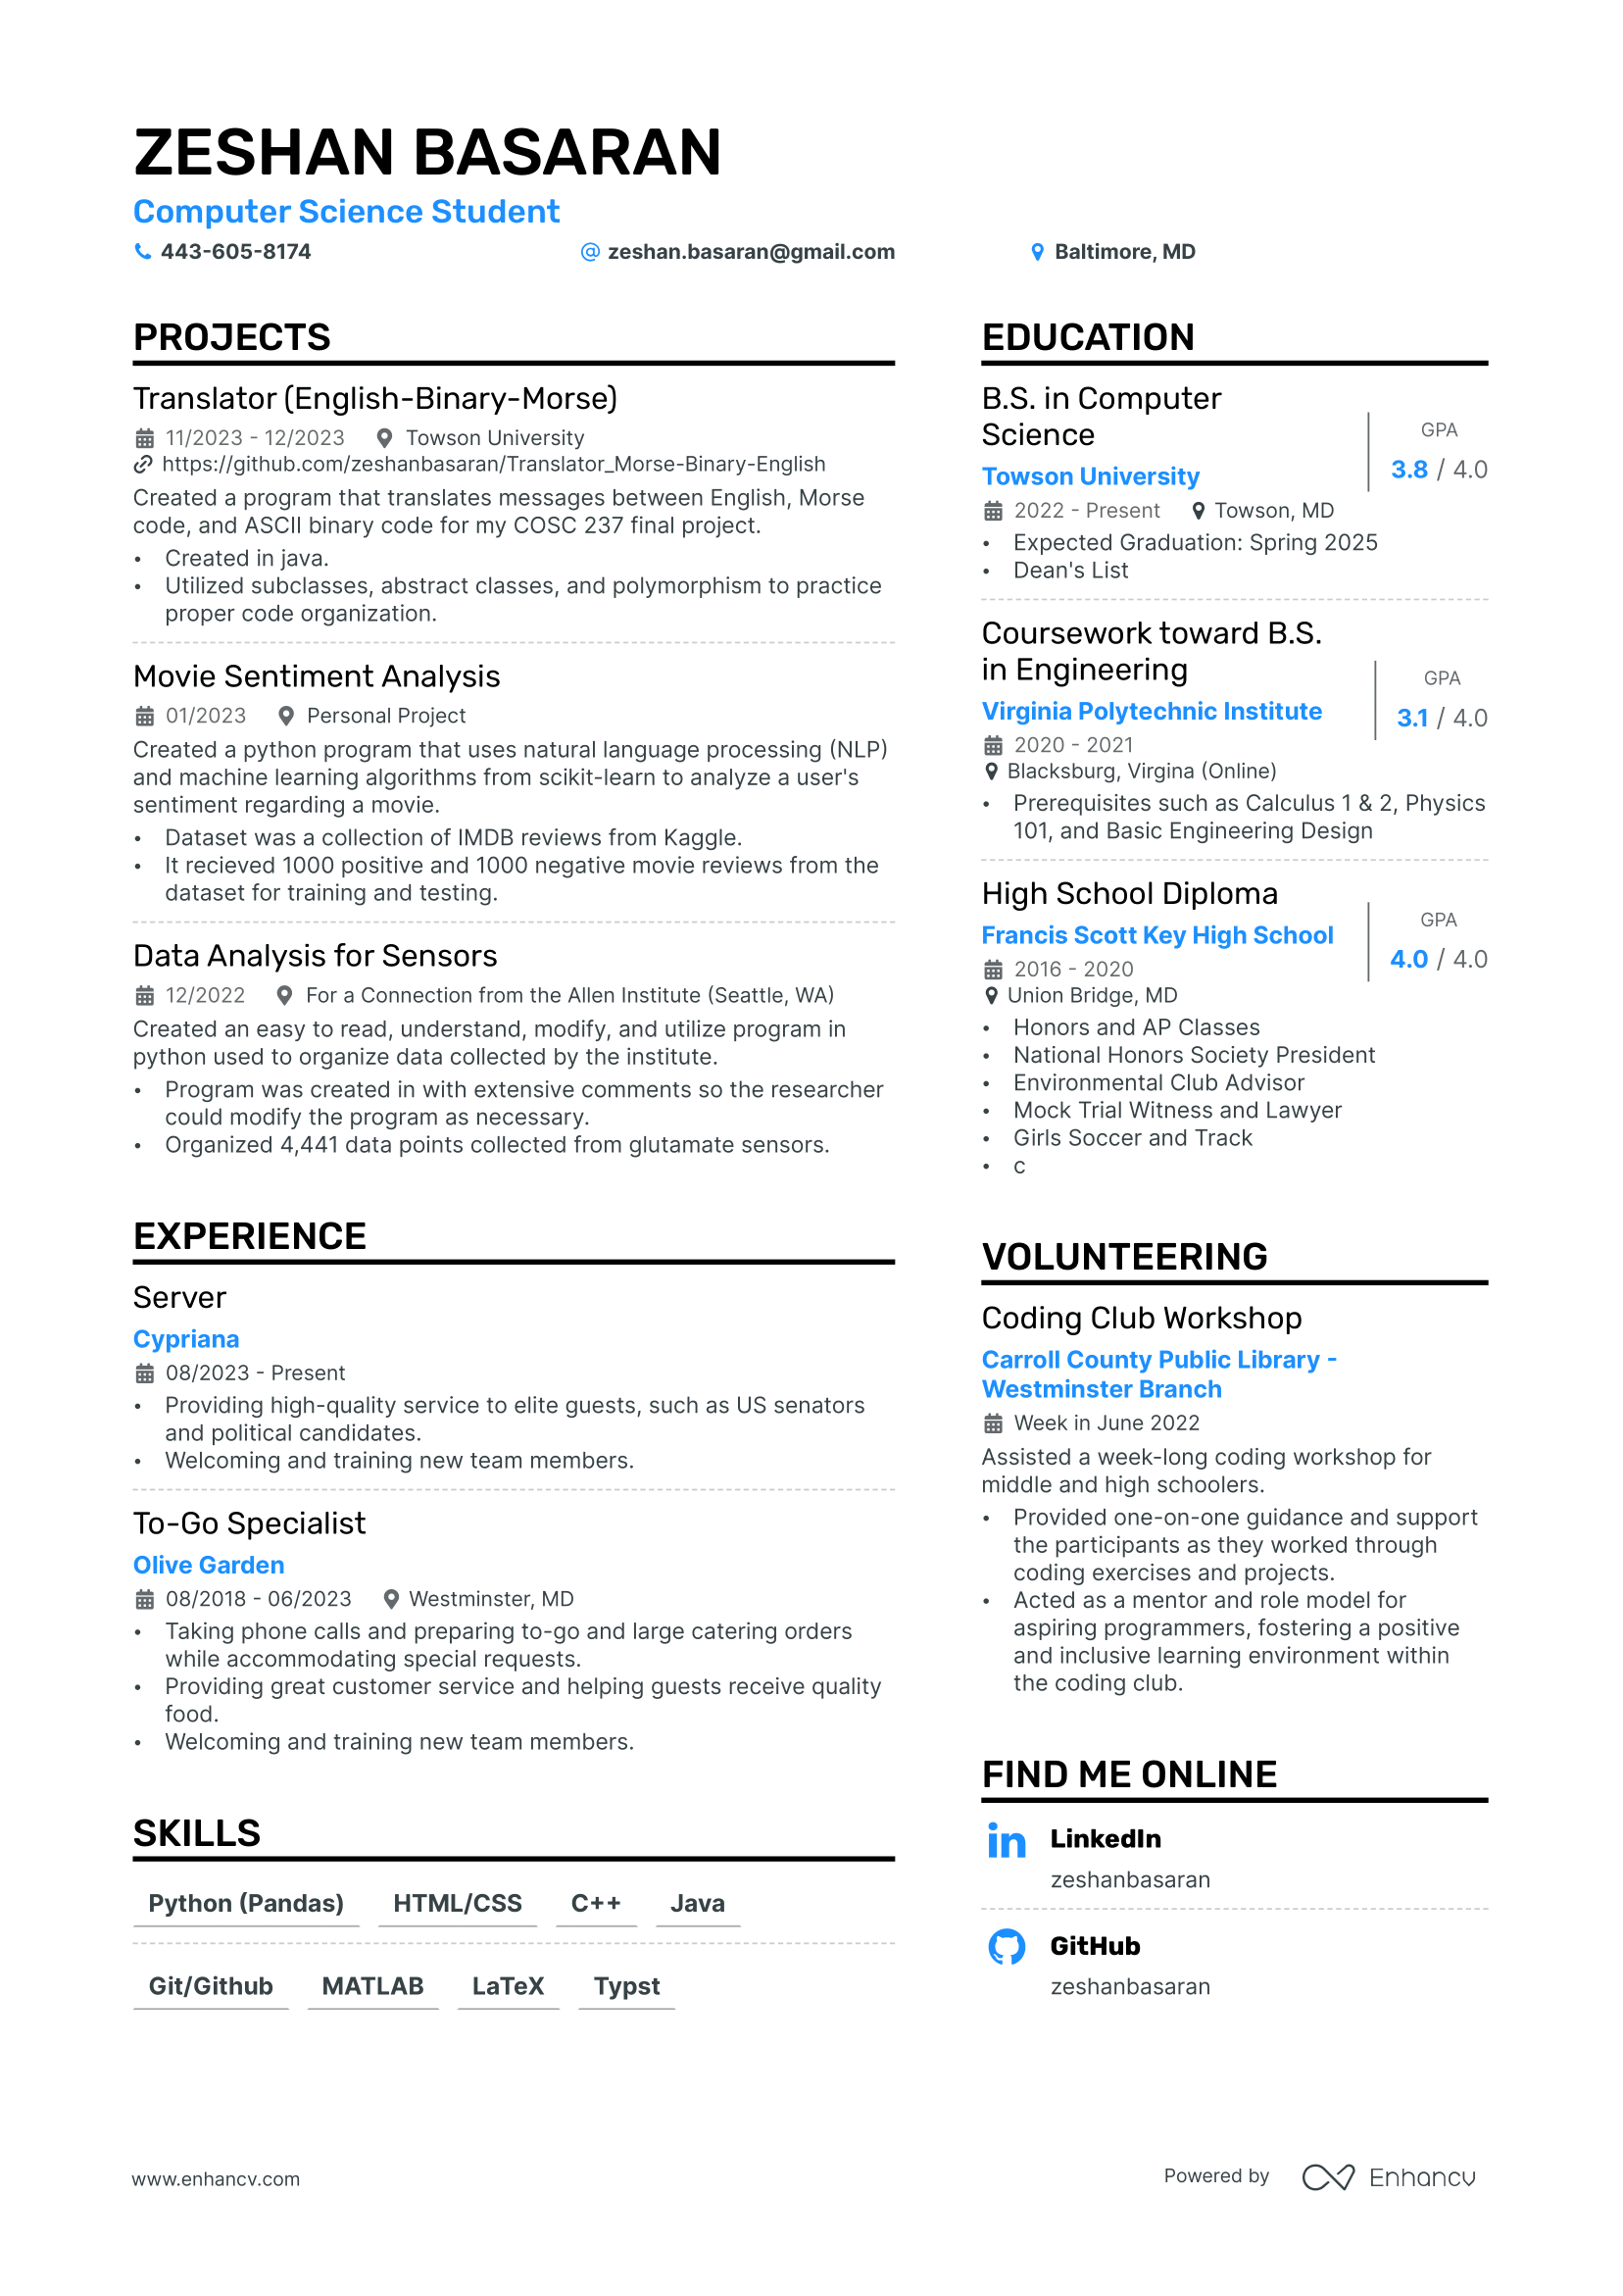 ZESHAN BASARAN
Computer Science Student
443-605-8174
zeshan.basaran@gmail.com
Baltimore, MD
PROJECTS
Translator (English-Binary-Morse)
11/2023 - 12/2023 Towson University
https://github.com/zeshanbasaran/Translator_Morse-Binary-English
Created a program that translates messages between English, Morse
code, and ASCII binary code for my COSC 237 final project.
• Created in java.
• Utilized subclasses, abstract classes, and polymorphism to practice
proper code organization.
Movie Sentiment Analysis
01/2023 Personal Project
Created a python program that uses natural language processing (NLP)
and machine learning algorithms from scikit-learn to analyze a user's
sentiment regarding a movie.
• Dataset was a collection of IMDB reviews from Kaggle.
• It recieved 1000 positive and 1000 negative movie reviews from the
dataset for training and testing.
Data Analysis for Sensors
12/2022 For a Connection from the Allen Institute (Seattle, WA)
Created an easy to read, understand, modify, and utilize program in
python used to organize data collected by the institute.
• Program was created in with extensive comments so the researcher
could modify the program as necessary.
• Organized 4,441 data points collected from glutamate sensors.
EXPERIENCE
Server
Cypriana
08/2023 - Present
• Providing high-quality service to elite guests, such as US senators
and political candidates.
• Welcoming and training new team members.
To-Go Specialist
Olive Garden
08/2018 - 06/2023 Westminster, MD
• Taking phone calls and preparing to-go and large catering orders
while accommodating special requests.
• Providing great customer service and helping guests receive quality
food.
• Welcoming and training new team members.
SKILLS
Python (Pandas) HTML/CSS C++ Java
Git/Github MATLAB LaTeX Typst
EDUCATION
B.S. in Computer
Science
Towson University
GPA
3.8 / 4.0
2022 - Present Towson, MD
• Expected Graduation: Spring 2025
• Dean's List
Coursework toward B.S.
in Engineering
Virginia Polytechnic Institute
GPA
3.1 / 4.0
2020 - 2021
Blacksburg, Virgina (Online)
• Prerequisites such as Calculus 1 & 2, Physics
101, and Basic Engineering Design
High School Diploma
Francis Scott Key High School
GPA
4.0 / 4.0
2016 - 2020
Union Bridge, MD
• Honors and AP Classes
• National Honors Society President
• Environmental Club Advisor
• Mock Trial Witness and Lawyer
• Girls Soccer and Track
• c
VOLUNTEERING
Coding Club Workshop
Carroll County Public Library -
Westminster Branch
Week in June 2022
Assisted a week-long coding workshop for
middle and high schoolers.
• Provided one-on-one guidance and support
the participants as they worked through
coding exercises and projects.
• Acted as a mentor and role model for
aspiring programmers, fostering a positive
and inclusive learning environment within
the coding club.
FIND ME ONLINE
LinkedIn
zeshanbasaran
GitHub
zeshanbasaran
www.enhancv.com
Powered by Enhancv